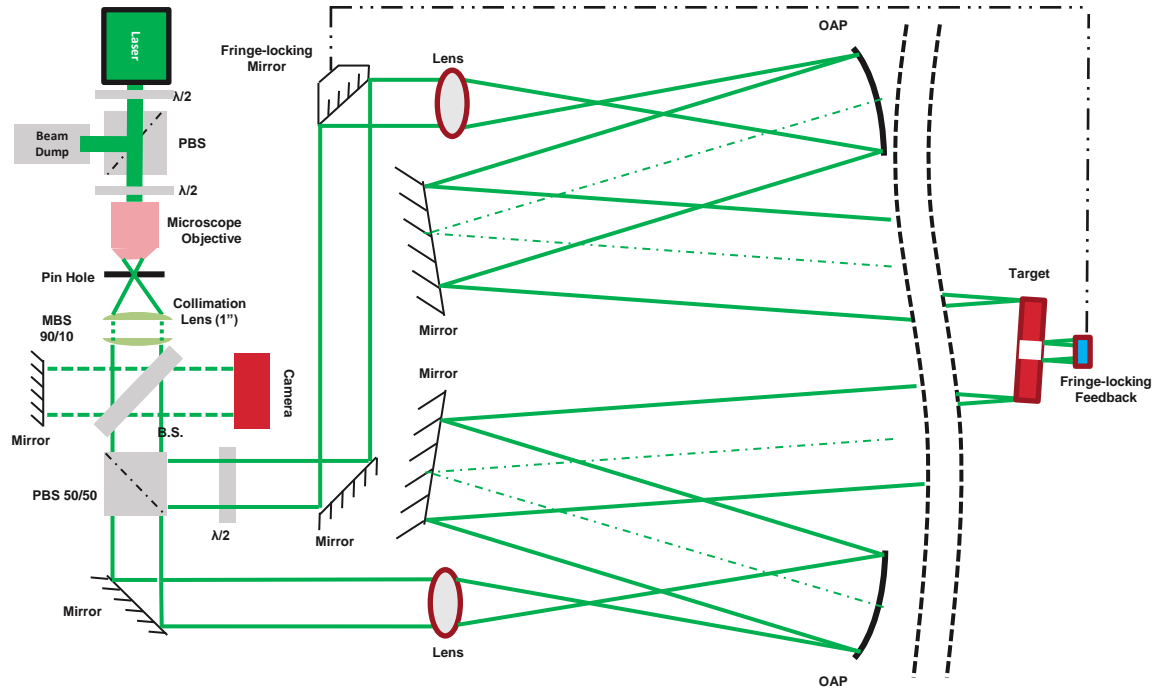 Laser
λ/2
Beam
Dump
PBS
λ/2
Microscope
Objective
Pin Hole
Collimation
Lens (1”)
MBS
90/10
Mirror
Camera
B.S.
PBS 50/50
λ/2
Mirror
Mirror
Fringe-locking
Mirror
Lens
OAP
Mirror
Mirror
Lens
OAP
Target
Fringe-locking
Feedback